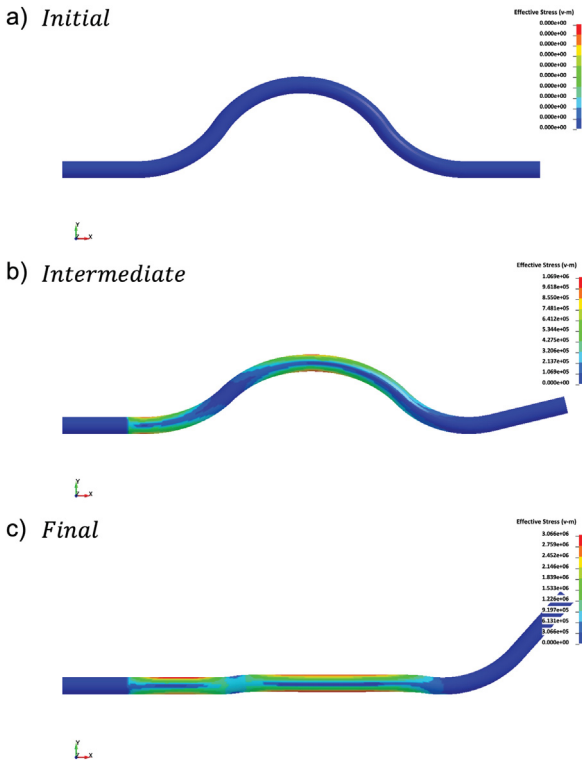 a) Initial
Effective Stress (v-m)
0.000e+00
0.000e+00
0.000e+00
0.000e+00
0.000e+00
0.000e+00
0.000e+00
0.000e+00
0.000e+00
0.000e+00
0.000e+00
Y
Z X
b) Intermediate
Effective Stress (v-m)
1.069e+06
9.618e+05
8.550e+05
7.481e+05
6.412e+05
5.344e+05
4.275e+05
3.206e+05
2.137e+05
1.069e+05
0.000e+00
Y
Z X
c) Final
Effective Stress (v-m)
3.066e+06
2.759e+06
2.452e+06
2.146e+06
1.839e+06
1.533e+06
1.226e+06
9.197e+05
6.131e+05
3.066e+05
0.000e+00
Y
Z X